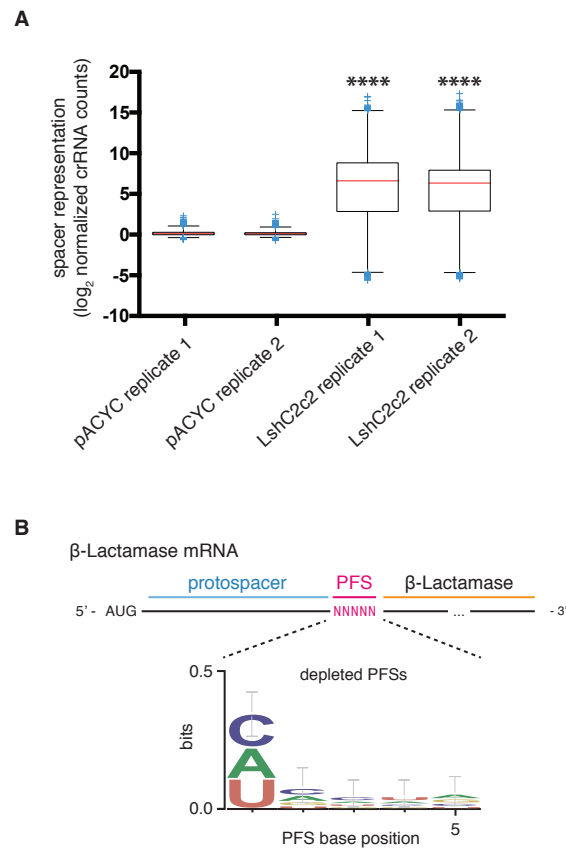 A
spacer representation
(log2 normalized crRNA counts)
20
15
10
5
0
-5
-10
**** ****
pACYC replicate 1
pACYC replicate 2
LshC2c2 replicate 1
LshC2c2 replicate 2
B
β-Lactamase mRNA
protospacer PFS β-Lactamase
5' - AUG NNNNN ... - 3'
depleted PFSs
0.5
bits
0.0
C
A
U
5
PFS base position